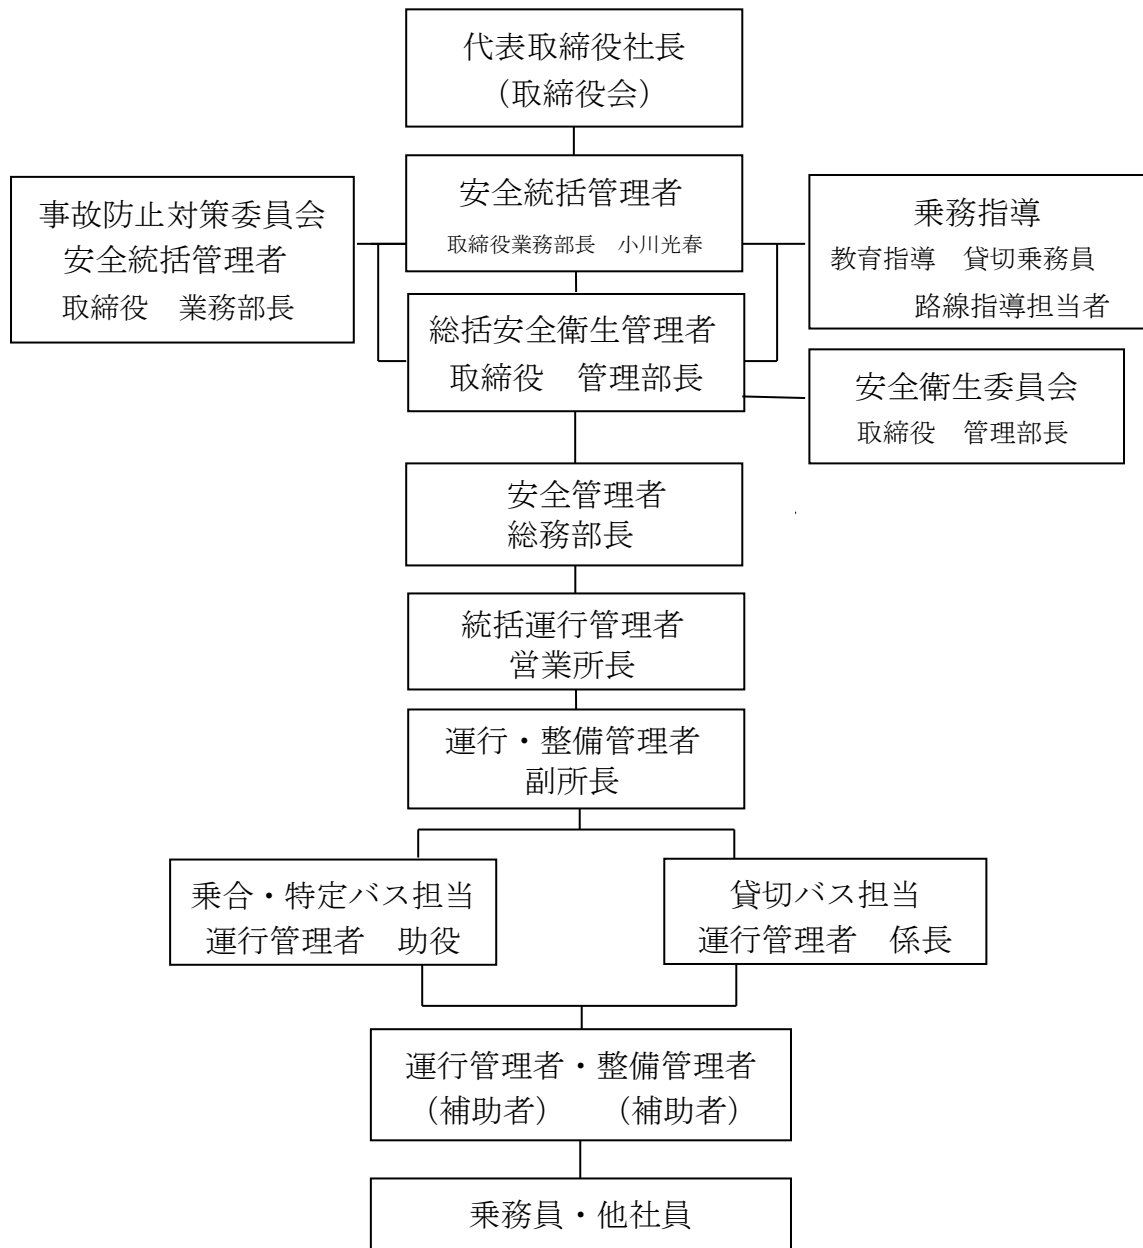 代表取締役社長
（取締役会）
安全統括管理者
取締役業務部長　小川光春
事故防止対策委員会
安全統括管理者
取締役　業務部長
乗務指導
教育指導　貸切乗務員
路線指導担当者
総括安全衛生管理者
取締役　管理部長
安全衛生委員会
取締役　管理部長
安全管理者
総務部長
統括運行管理者
営業所長
運行・整備管理者
副所長
乗合・特定バス担当
運行管理者　助役
貸切バス担当
運行管理者　係長
運行管理者・整備管理者
（補助者）　　（補助者）
乗務員・他社員